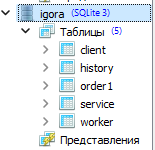 igora (SQLite 3)
Таблицы (5)
client
history
order1
service
worker
Представления